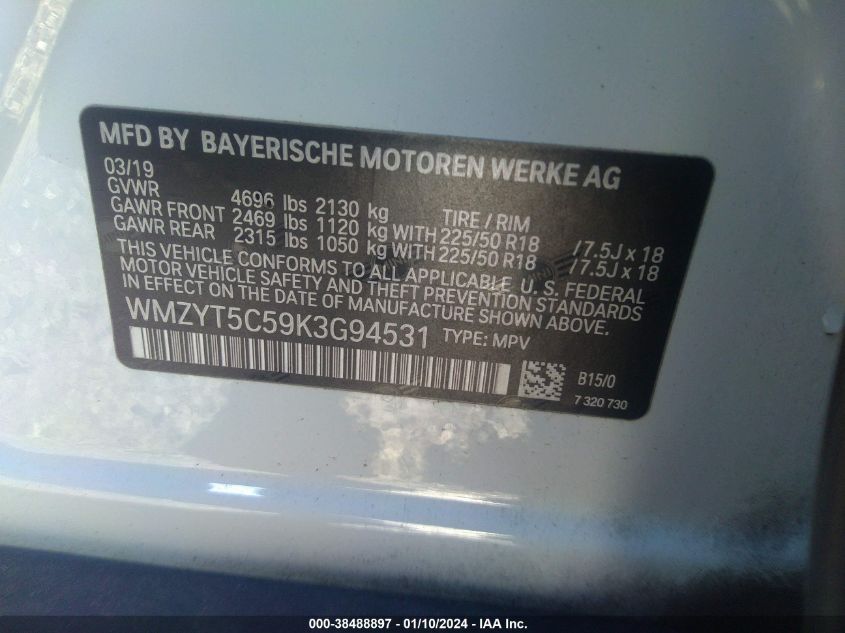 MFD BY BAYERISCHE MOTOREN WERKE AG
03/19
GVWR 4696 lbs 2130 kg TIRE / RIM
GAWR FRONT 2469 lbs 1120 kg WITH 225/50 R18 / 7.5J x 18
GAWR REAR 2315 lbs 1050 kg WITH 225/50 R18 / 7.5J x 18
THIS VEHICLE CONFORMS TO ALL APPLICABLE U.S. FEDERAL
MOTOR VEHICLE SAFETY AND THEFT PREVENTION STANDARDS
IN EFFECT ON THE DATE OF MANUFACTURE SHOWN ABOVE.
WMZYT5C59K3G94531 TYPE: MPV
B15/0
7 320 730
000-38488897 - 01/10/2024 - IAA Inc.